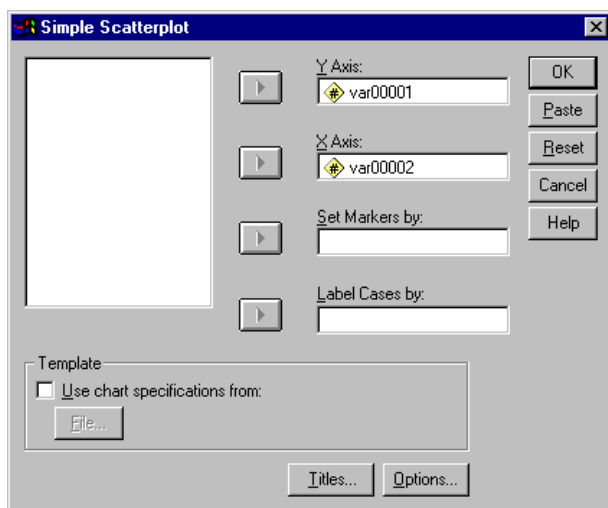 Simple Scatterplot
Y Axis:
# var00001
X Axis:
# var00002
Set Markers by:
Label Cases by:
OK
Paste
Reset
Cancel
Help
Template
Use chart specifications from:
File...
Titles...
Options...